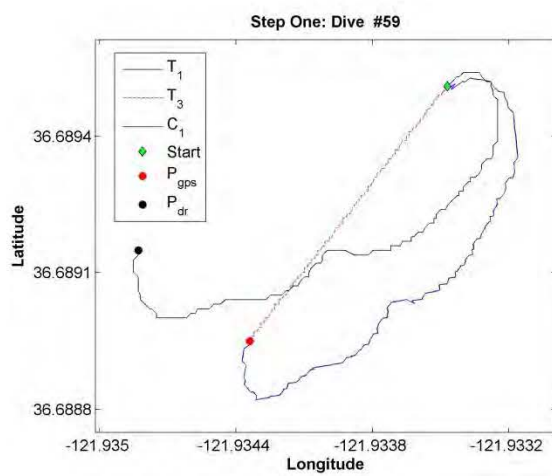 Step One: Dive #59
T1
T3
C1
Start
Pgps
Pdr
Latitude
36.6894
36.6891
36.6888
-121.935 -121.9344 -121.9338 -121.9332
Longitude